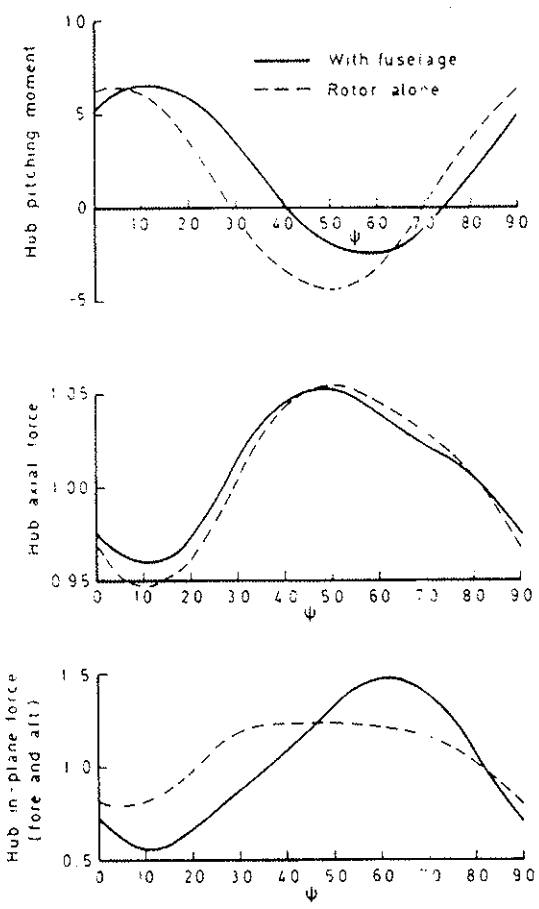 10
With fuselage
Rotor alone
5
0
10 20 30 40 50 60 70 80 90
ψ
-5
Hub pitching moment
1.05
1.00
0.95
0 10 20 30 40 50 60 70 80 90
ψ
Hub axial force
1.5
1.0
0.5
0 10 20 30 40 50 60 80 90
ψ
Hub in-plane force
(fore and aft)